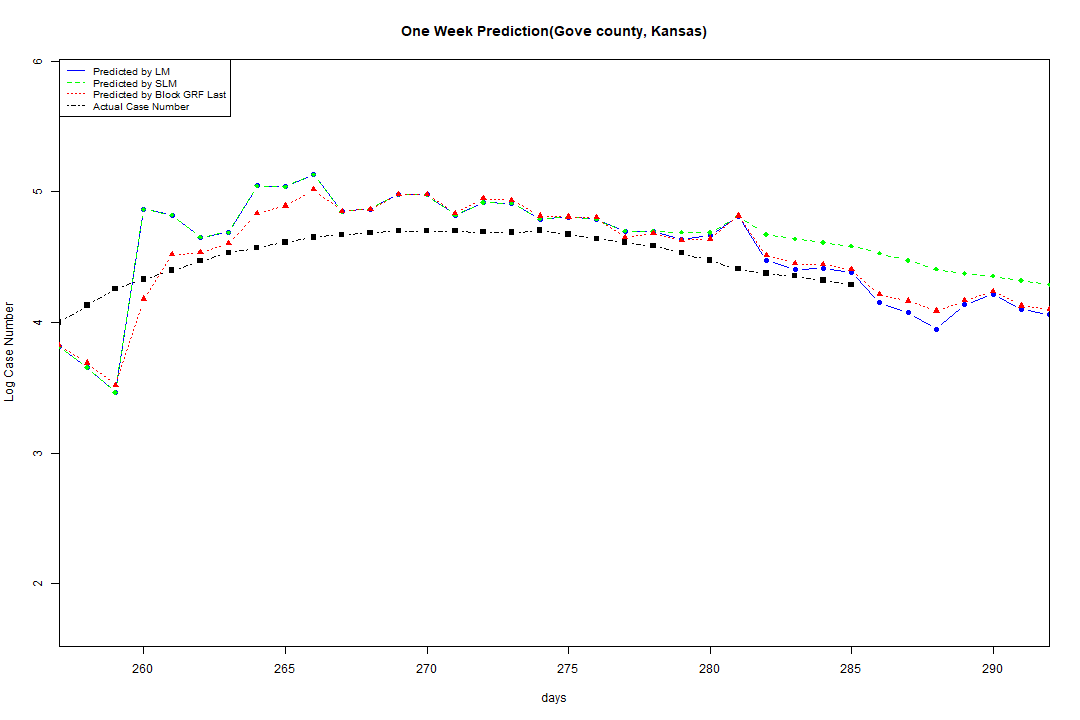 One Week Prediction(Gove county, Kansas)
Predicted by LM
Predicted by SLM
Predicted by Block GRF Last
Actual Case Number
Log Case Number
6
5
4
3
2
260 265 270 275 280 285 290
days